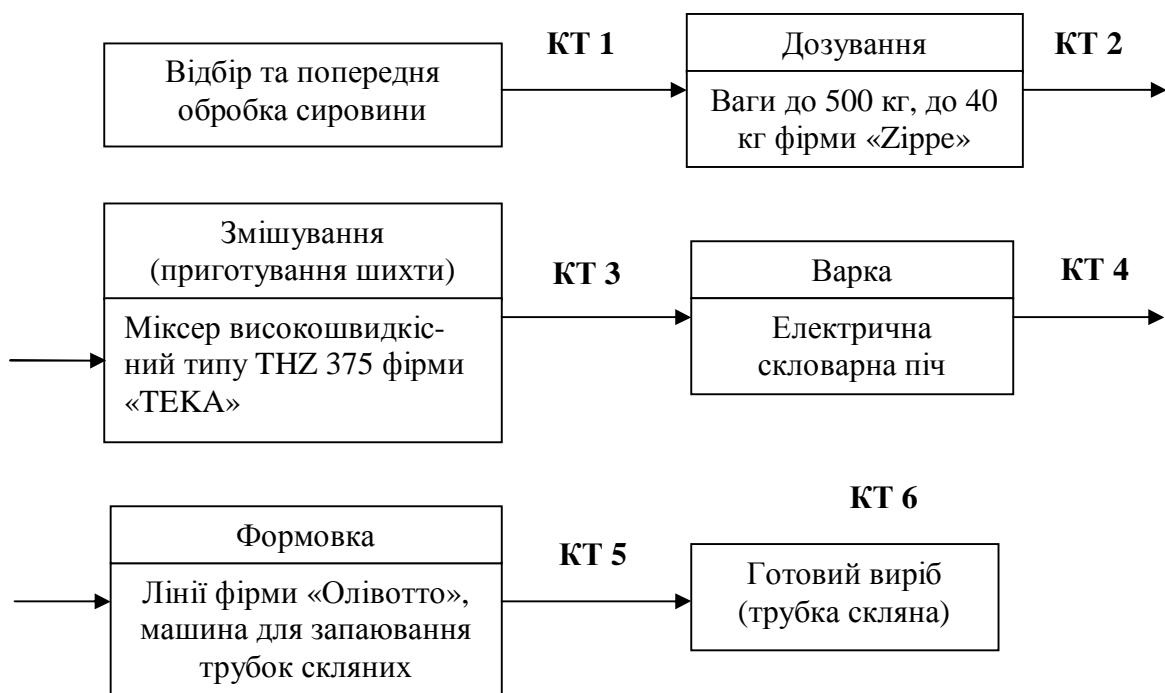 КТ 1
Дозування
КТ 2
Відбір та попередня
обробка сировини
Ваги до 500 кг, до 40
кг фірми «Zippe»
Змішування
(приготування шихти)
КТ 3
Варка
КТ 4
Міксер високошвидкіс-
ний типу THZ 375 фірми
«TEKA»
Електрична
скловарна піч
КТ 6
Формовка
КТ 5
Готовий виріб
(трубка скляна)
Лінії фірми «Олівотто»,
машина для запаювання
трубок скляних